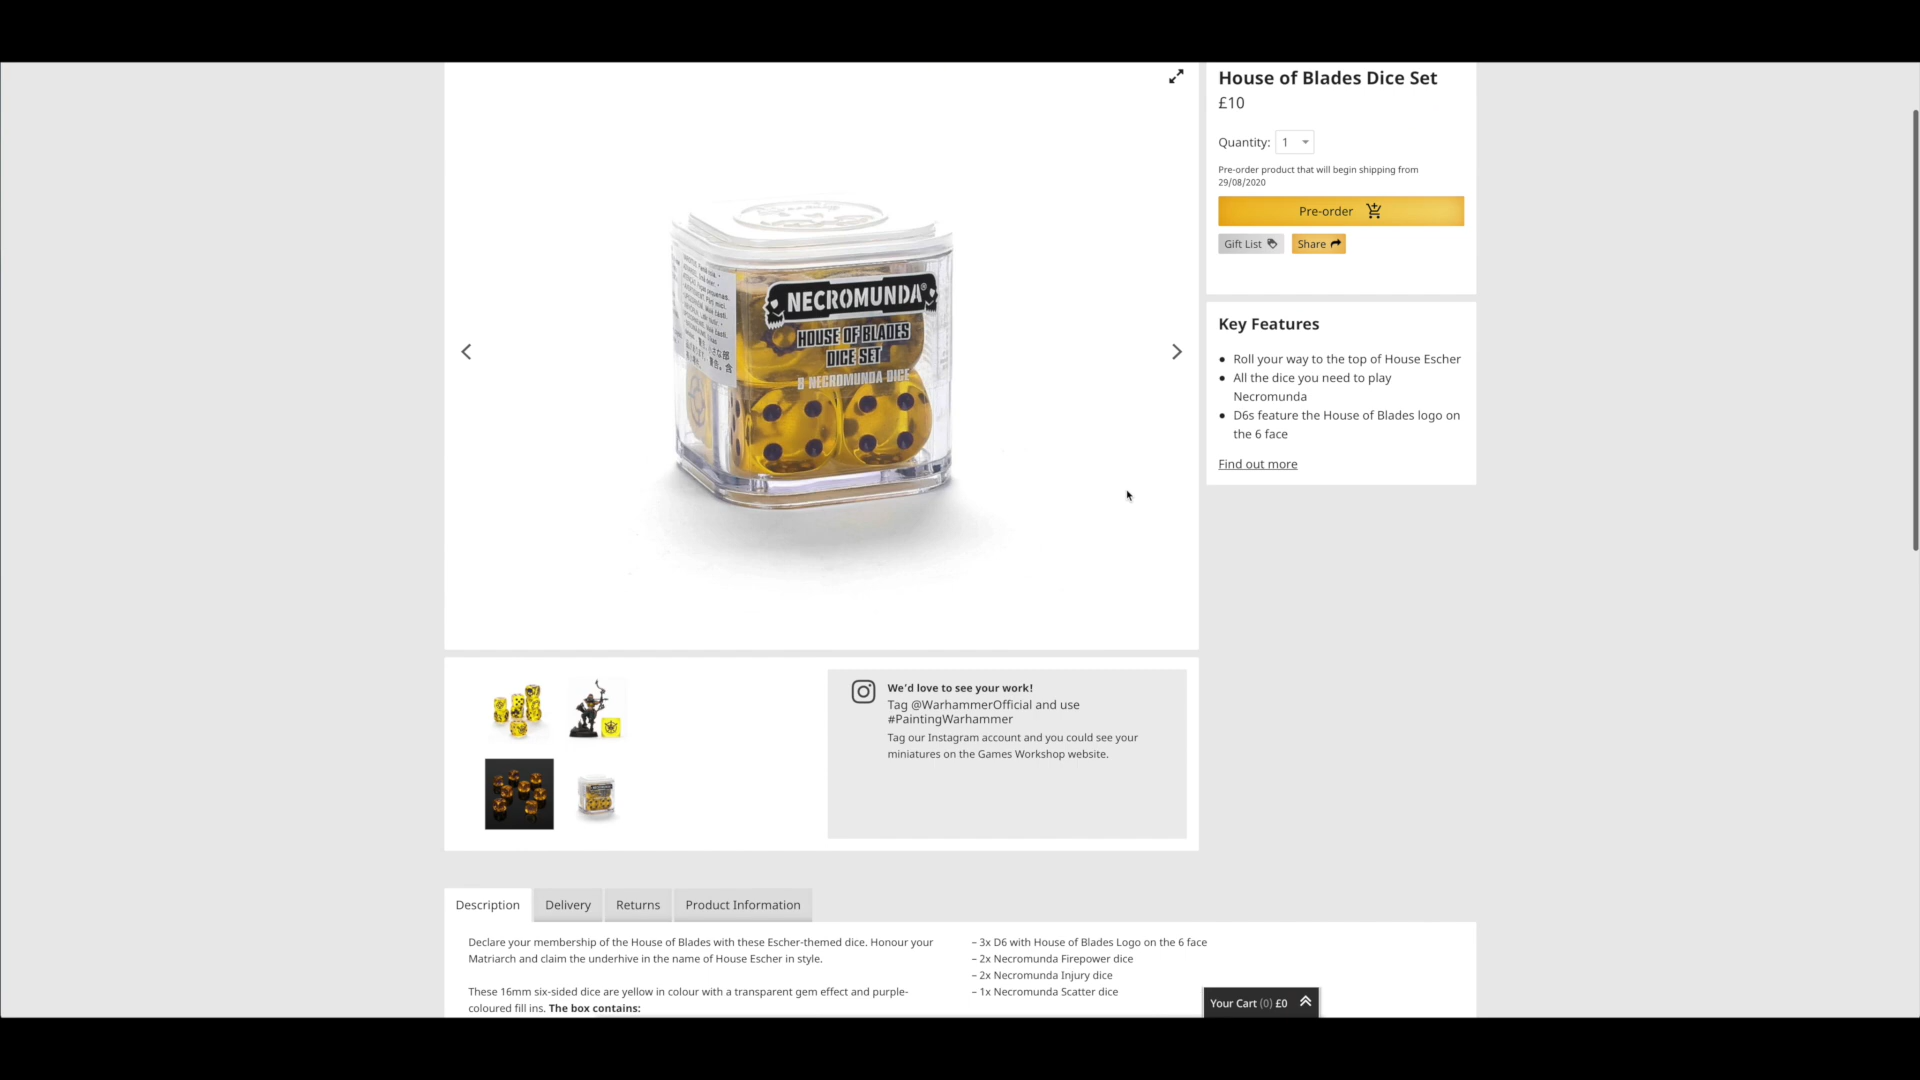 House of Blades Dice Set
£10
Quantity: 1
Pre-order product that will begin shipping from
29/08/2020
Pre-order
Gift List
Share
NECROMUNDA®
HOUSE OF BLADES
DICE SET
8 NECROMUNDA DICE
Key Features
• Roll your way to the top of House Escher
• All the dice you need to play
Necromunda
• D6s feature the House of Blades logo on
the 6 face
Find out more
We'd love to see your work!
Tag @WarhammerOfficial and use
#PaintingWarhammer
Tag our Instagram account and you could see your
miniatures on the Games Workshop website.
Description
Delivery
Returns
Product Information
Declare your membership of the House of Blades with these Escher-themed dice. Honour your
Matriarch and claim the underhive in the name of House Escher in style.
These 16mm six-sided dice are yellow in colour with a transparent gem effect and purple-
coloured fill ins. The box contains:
– 3x D6 with House of Blades Logo on the 6 face
– 2x Necromunda Firepower dice
– 2x Necromunda Injury dice
– 1x Necromunda Scatter dice
Your Cart (0) £0